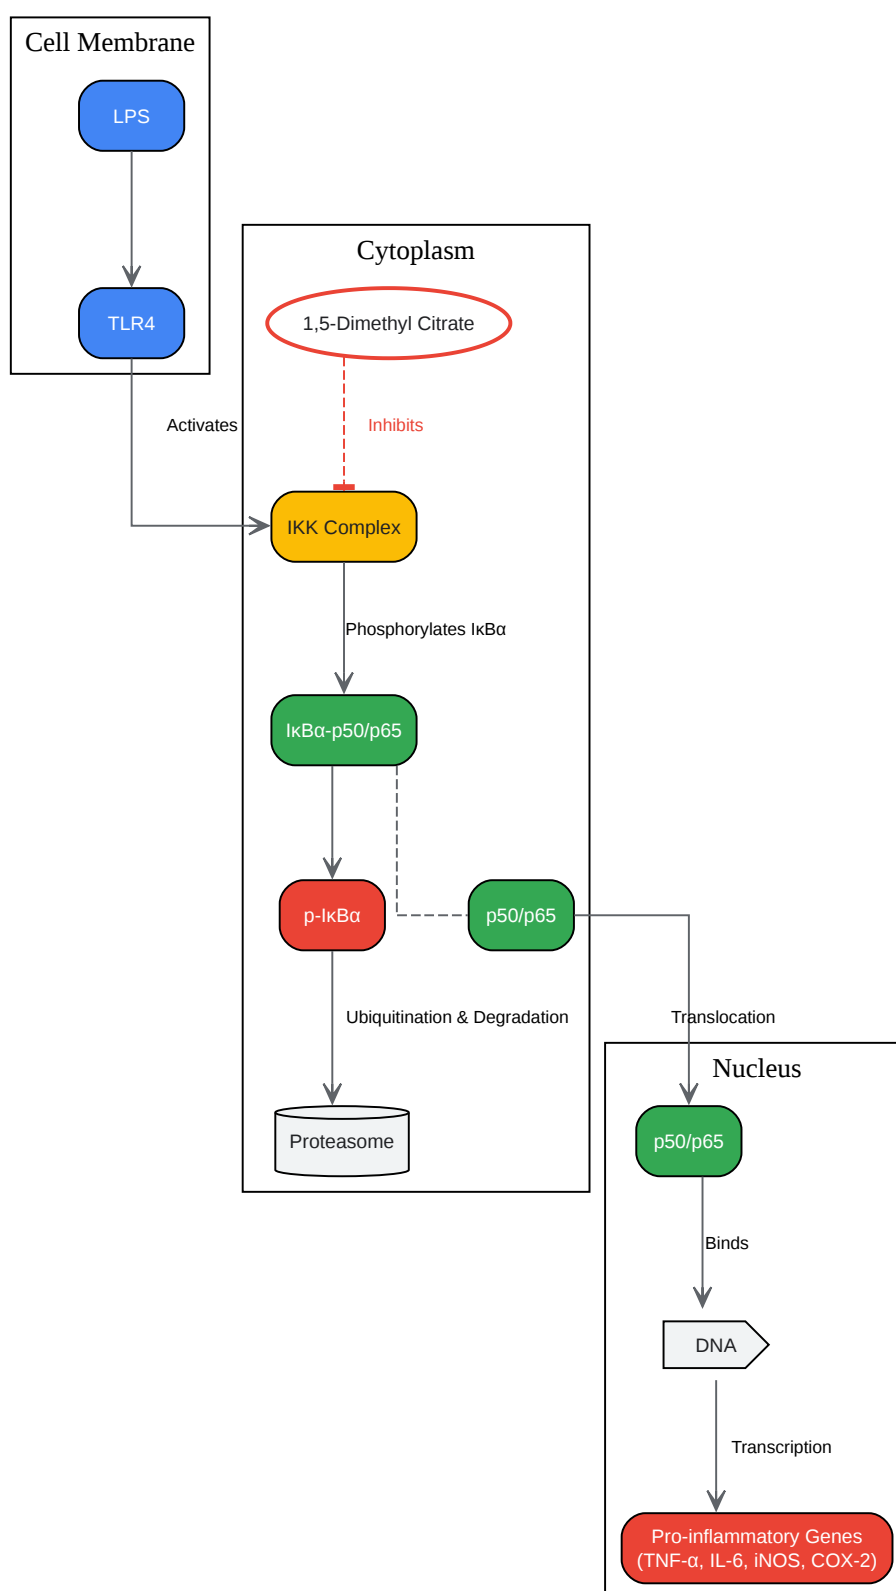 Cell Membrane
LPS
TLR4
Activates
Cytoplasm
1,5-Dimethyl Citrate
Inhibits
IKK Complex
Phosphorylates IκBα
IκBα-p50/p65
p-IκBα
p50/p65
Ubiquitination & Degradation
Proteasome
Translocation
Nucleus
p50/p65
Binds
DNA
Transcription
Pro-inflammatory Genes
(TNF-α, IL-6, iNOS, COX-2)